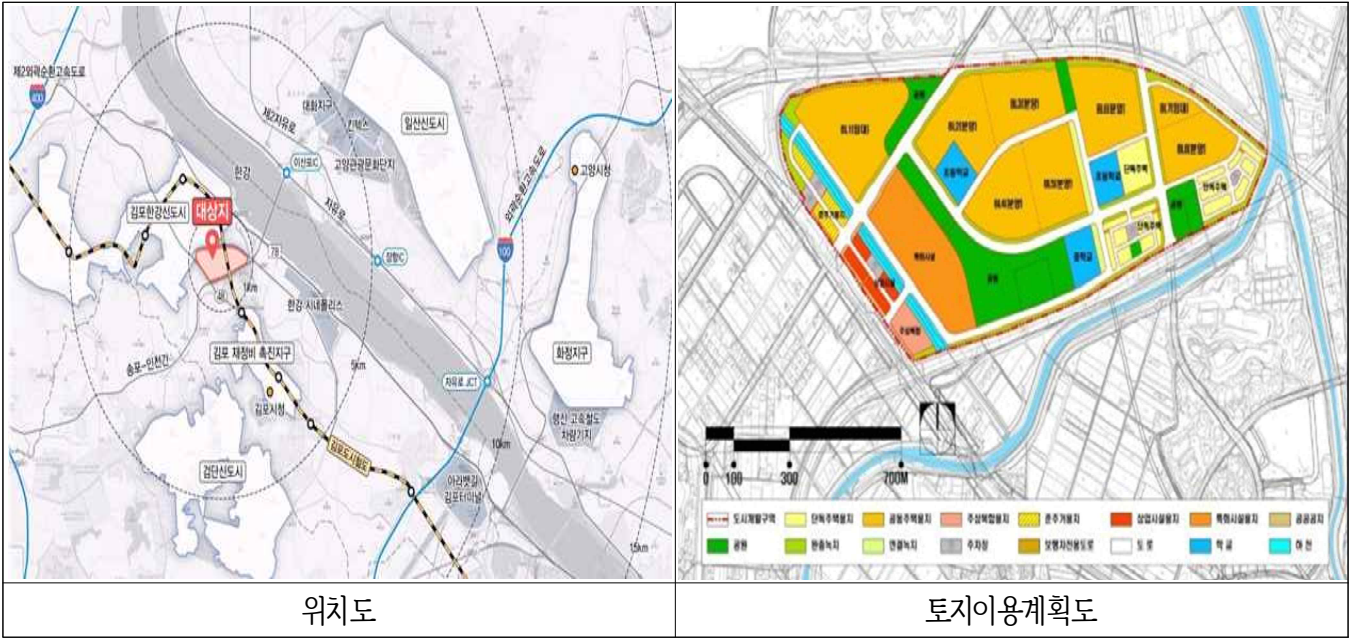 제2외곽순환고속도로
400
대화지구
킨텍스
일산신도시
제2자유로
이산포IC
고양관광문화단지
외곽순환고속도로
고양시청
한강
자유로
김포한강신도시
대상지
78
장항IC
100
48
1km
한강 시네폴리스
김포 재정비 촉진지구
송포~인천간
5km
화정지구
김포시청
자유로 JCT
행신 고속철도
차량기지
10km
김포도시철도
검단신도시
아라뱃길
김포터미널
15km
위치도
공원
초등학교
초등학교
단독주택
단독주택
단독주택
준주거용지
특화시설
공원
공원
중학교
주상복합
0 100 300 700M
도시개발구역 단독주택용지 공동주택용지 주상복합용지 준주거용지 상업시설용지 특화시설용지 공공공지
공원 완충녹지 연결녹지 주차장 보행자전용도로 도로 학교 하천
토지이용계획도